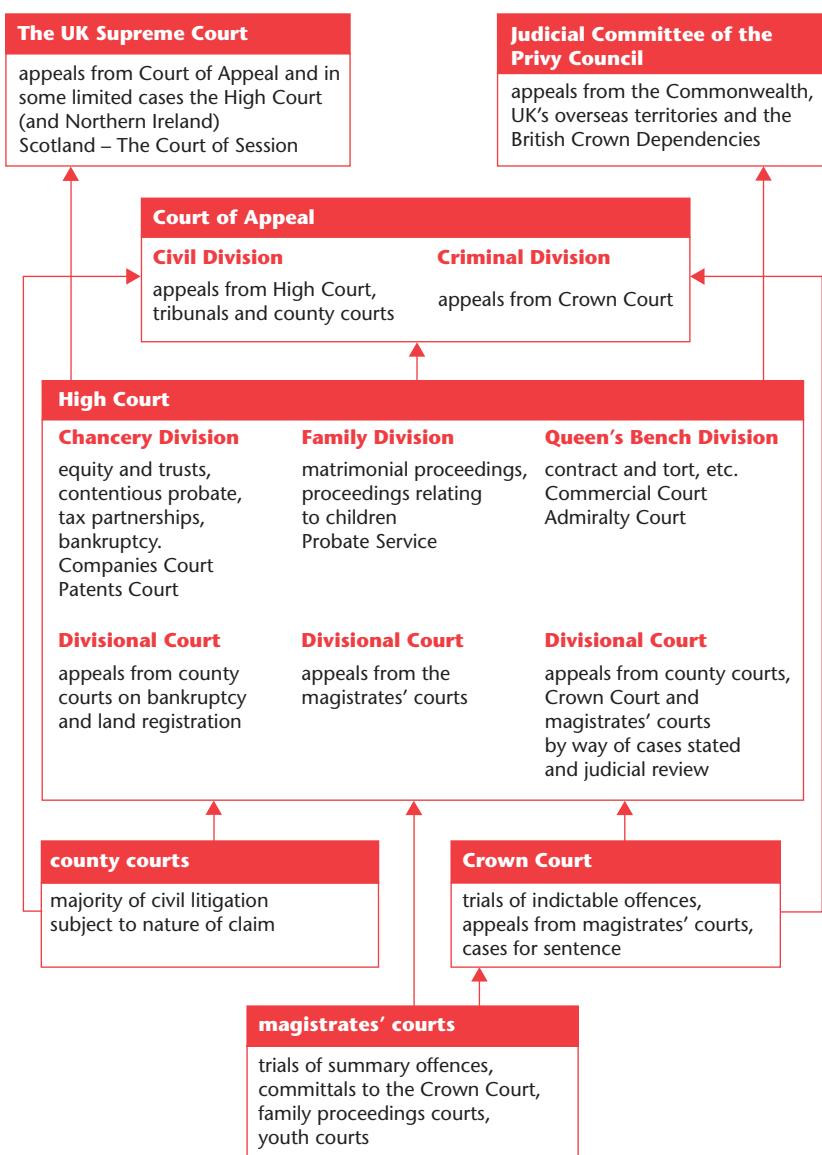 The UK Supreme Court
appeals from Court of Appeal and in
some limited cases the High Court
(and Northern Ireland)
Scotland – The Court of Session
Judicial Committee of the
Privy Council
appeals from the Commonwealth,
UK's overseas territories and the
British Crown Dependencies
Court of Appeal
Civil Division
appeals from High Court,
tribunals and county courts
Criminal Division
appeals from Crown Court
High Court
Chancery Division
equity and trusts,
contentious probate,
tax partnerships,
bankruptcy.
Companies Court
Patents Court
Family Division
matrimonial proceedings,
proceedings relating
to children
Probate Service
Queen's Bench Division
contract and tort, etc.
Commercial Court
Admiralty Court
Divisional Court
appeals from county
courts on bankruptcy
and land registration
Divisional Court
appeals from the
magistrates' courts
Divisional Court
appeals from county courts,
Crown Court and
magistrates' courts
by way of cases stated
and judicial review
county courts
majority of civil litigation
subject to nature of claim
Crown Court
trials of indictable offences,
appeals from magistrates' courts,
cases for sentence
magistrates' courts
trials of summary offences,
committals to the Crown Court,
family proceedings courts,
youth courts